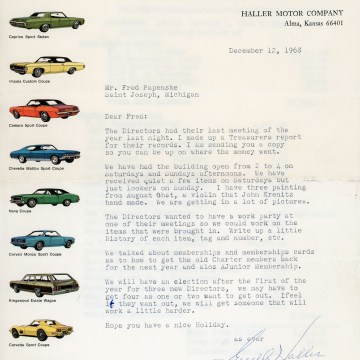 HALLER MOTOR COMPANY
Alma, Kansas 66401
December 12, 1968
Mr. Fred Papenske
Saint Joseph, Michigan
Dear Fred:
The Directors had their last meeting of the
year last night. I made up a Treasurers report
for their records. I am sending you a copy
so you can be up on where the money went.
We have had the building open from 2 to 4 on
saturdays and Sundays afternoons. We have
received quiet a few items on Saturdays but
just lookers on Sunday. I have three painting
from August 
a violin that John Krenitz
hand made. We are getting in a lot of pictures.
The Directors wanted to have a work party at
one of their meetings so we could work on the
items that were brought in. Write up a little
History of each item, tag and number, etc.
We talked about memberships and memberships cards
as to how to get the old Charter members back
for the next year and also a Junior Membership.
We will have an election after the first of the
year for three new Directors, we may have to
get four as one or two want to get out. If eel
they want out, we will get someone that will
work a little harder.
Hope you have a nice Holiday.
as ever
Caprice Sport Sedan
Impala Custom Coupe
Camaro Sport Coupe
Chevelle Malibu Sport Coupe
Nova Coupe
Corvair Monza Sport Coupe
Kingswood Estate Wagon
Corvette Sport Coupe